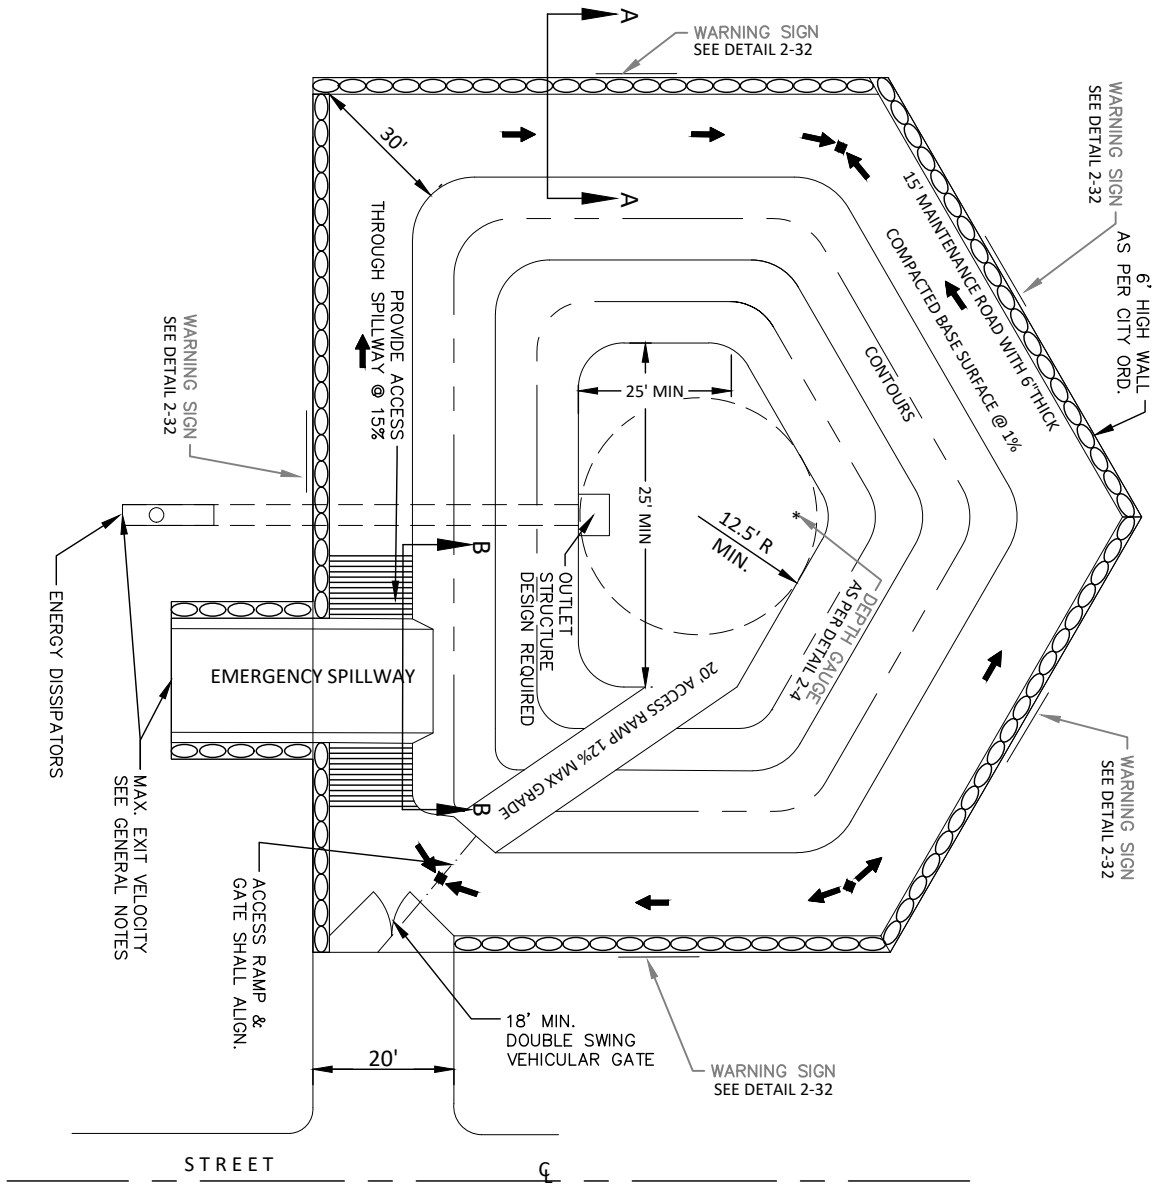 A
WARNING SIGN
SEE DETAIL 2-32
A
30'
WARNING SIGN
SEE DETAIL 2-32
6' HIGH WALL
AS PER CITY ORD.
15' MAINTENANCE ROAD WITH 6"THICK
COMPACTED BASE SURFACE @ 1%
CONTOURS
PROVIDE ACCESS
THROUGH SPILLWAY @ 15%
WARNING SIGN
SEE DETAIL 2-32
25' MIN
25' MIN
12.5' R
MIN.
*
DEPTH GAUGE
AS PER DETAIL 2-4
B
OUTLET
STRUCTURE
DESIGN REQUIRED
ENERGY DISSIPATORS
EMERGENCY SPILLWAY
20' ACCESS RAMP 12% MAX GRADE
B
WARNING SIGN
SEE DETAIL 2-32
MAX. EXIT VELOCITY
SEE GENERAL NOTES
ACCESS RAMP &
GATE SHALL ALIGN.
18' MIN.
DOUBLE SWING
VEHICULAR GATE
20'
WARNING SIGN
SEE DETAIL 2-32
STREET
℄